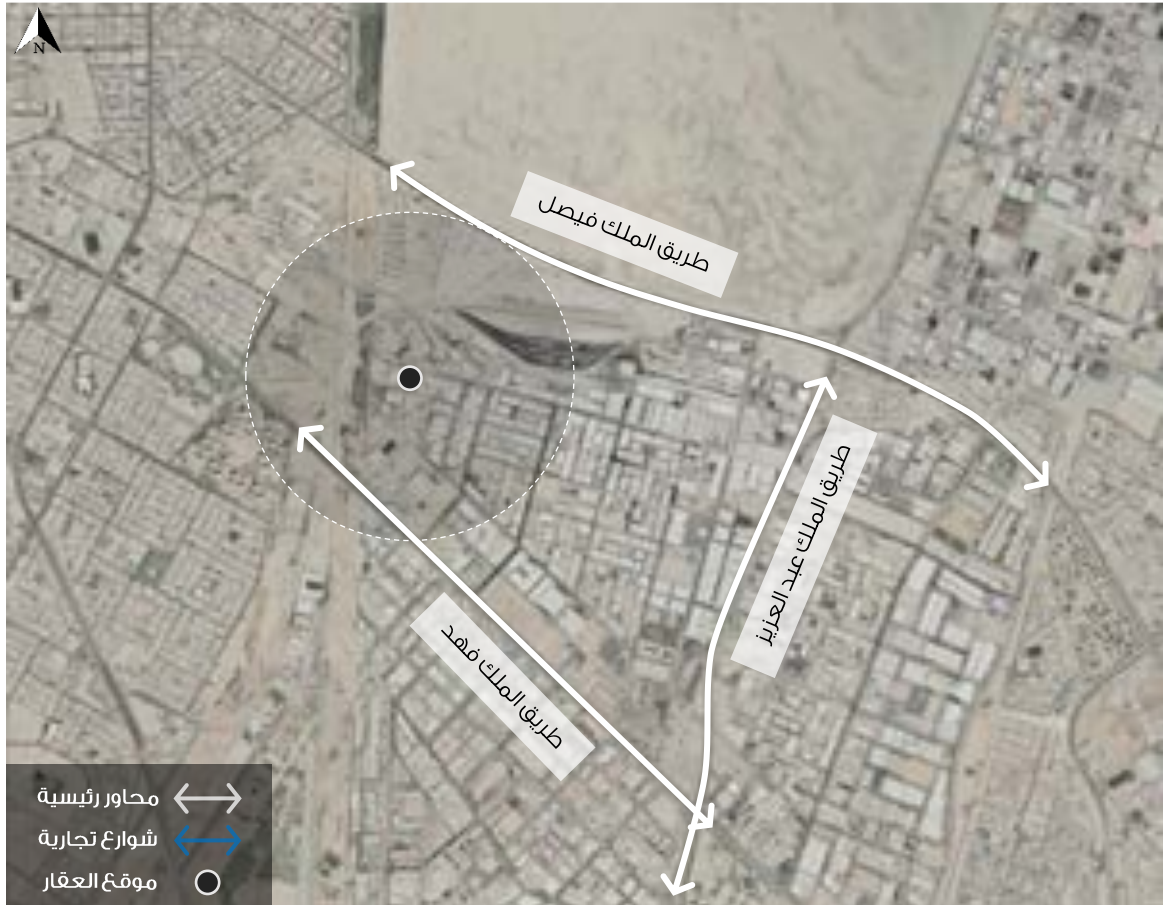 N
طريق الملك فيصل
طريق الملك عبد العزيز
طريق الملك فهد
محاور رئيسية
شوارع تجارية
موقع العقار